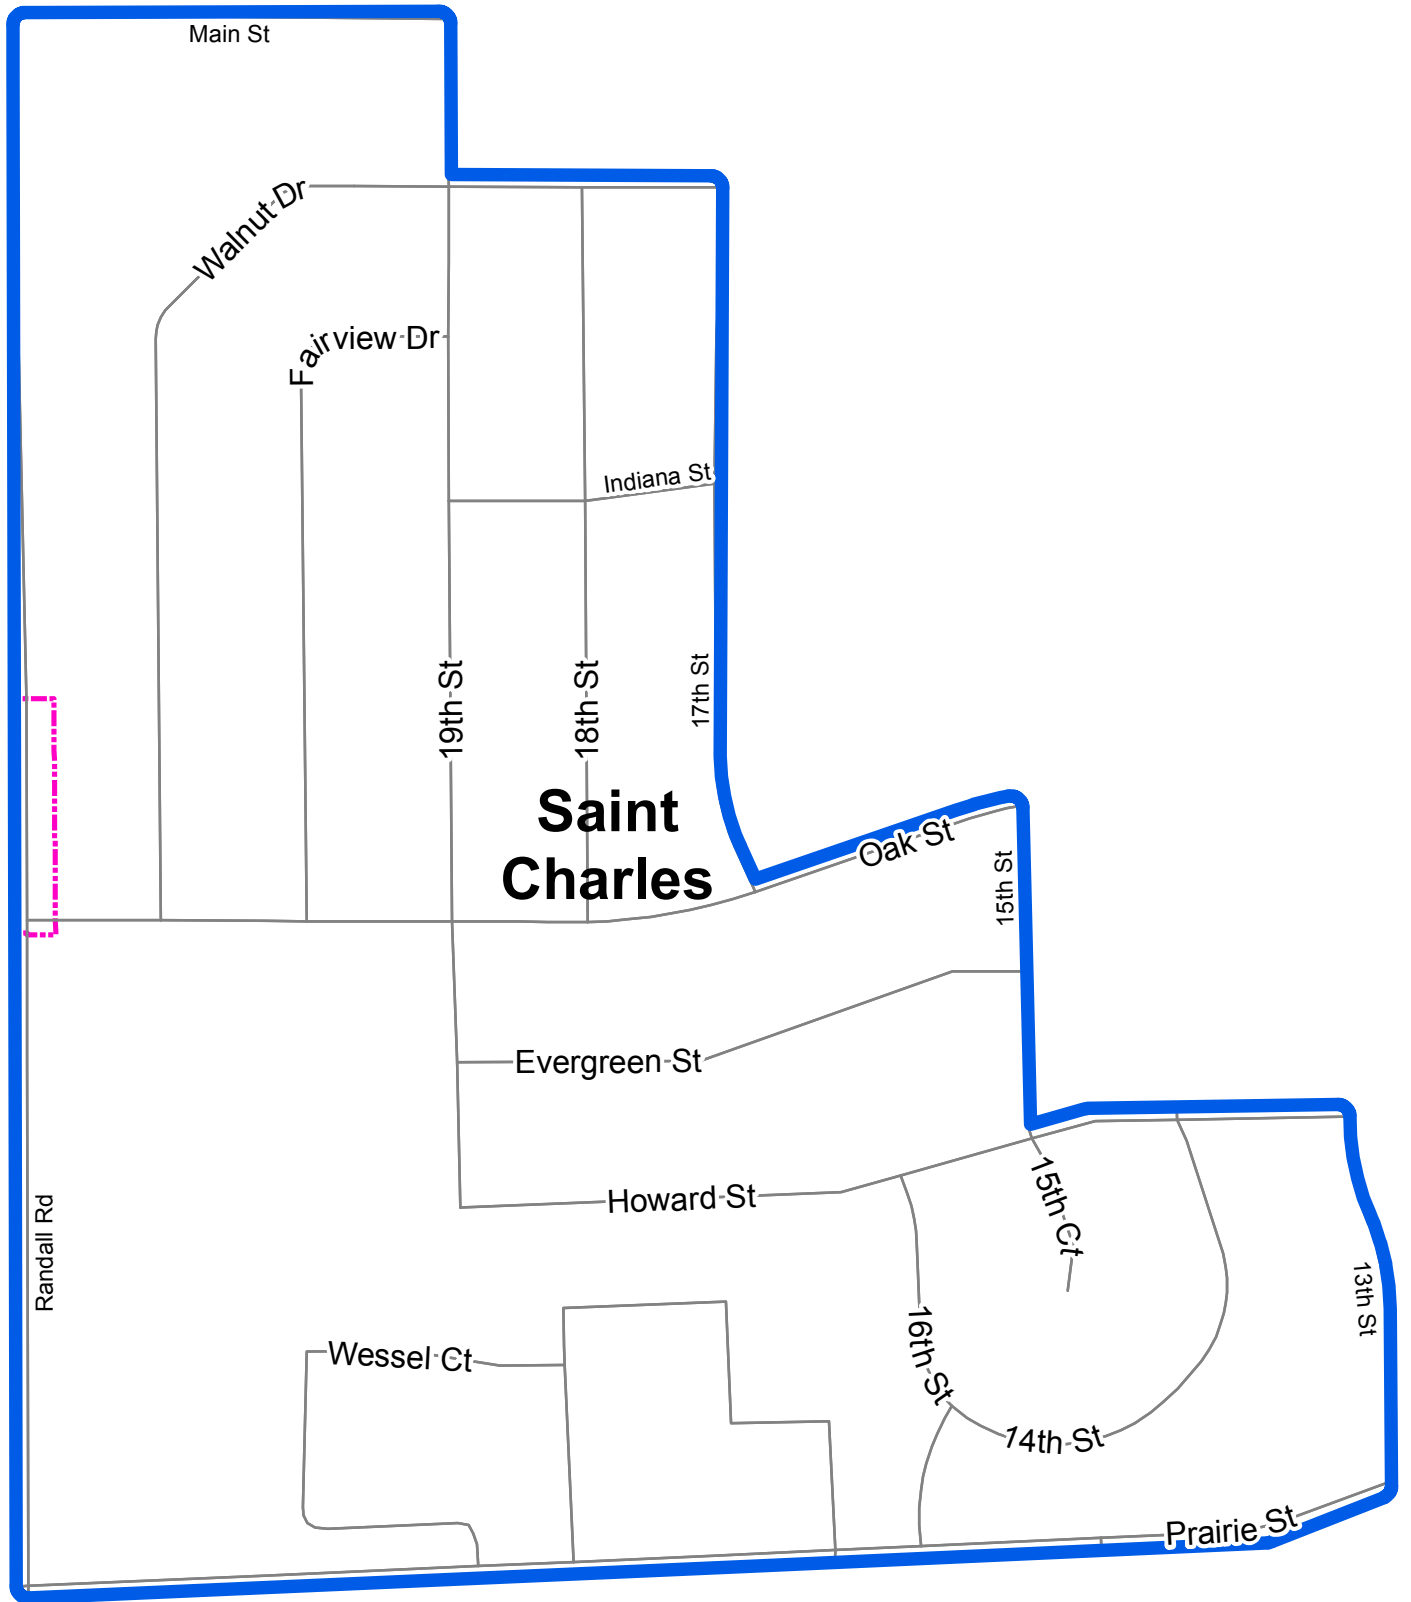 Main St
Walnut Dr
Fairview Dr
Indiana St
19th St
18th St
17th St
Saint
Charles
Oak St
15th St
Evergreen St
Howard St
15th Ct
Randall Rd
13th St
16th St
Wessel Ct
14th St
Prairie St